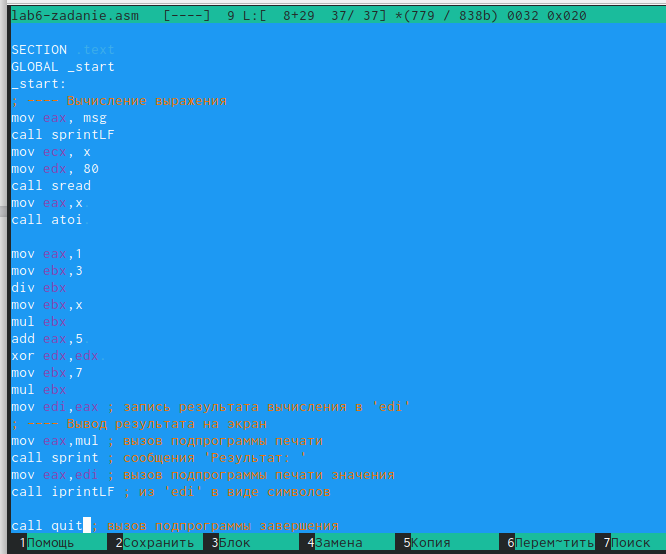 lab6-zadanie.asm   [----]  9 L:[  8+29  37/ 37] *(779 / 838b) 0032 0x020
SECTION .text
GLOBAL _start
_start:
; ---- Вычисление выражения
mov eax, msg
call sprintLF
mov ecx, x
mov edx, 80
call sread
mov eax,x
call atoi

mov eax,1
mov ebx,3
div ebx
mov ebx,x
mul ebx
add eax,5
xor edx,edx
mov ebx,7
mul ebx
mov edi,eax ; запись результата вычисления в 'edi'
; ---- Вывод результата на экран
mov eax,mul ; вызов подпрограммы печати
call sprint ; сообщения 'Результат: '
mov eax,edi ; вызов подпрограммы печати значения
call iprintLF ; из 'edi' в виде символов

call quit ; вызов подпрограммы завершения
1Помощь 2Сохранить 3Блок 4Замена 5Копия 6Перем~тить 7Поиск